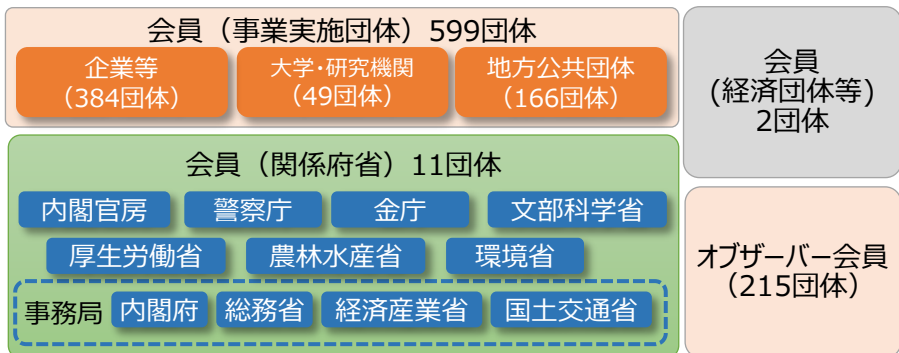 会員（事業実施団体）599団体
企業等
（384団体）
大学・研究機関
（49団体）
地方公共団体
（166団体）
会員
(経済団体等)
2団体
会員（関係府省）11団体
内閣官房
警察庁
金庁
文部科学省
厚生労働省
農林水産省
環境省
事務局
内閣府
総務省
経済産業省
国土交通省
オブザーバー会員
（215団体）